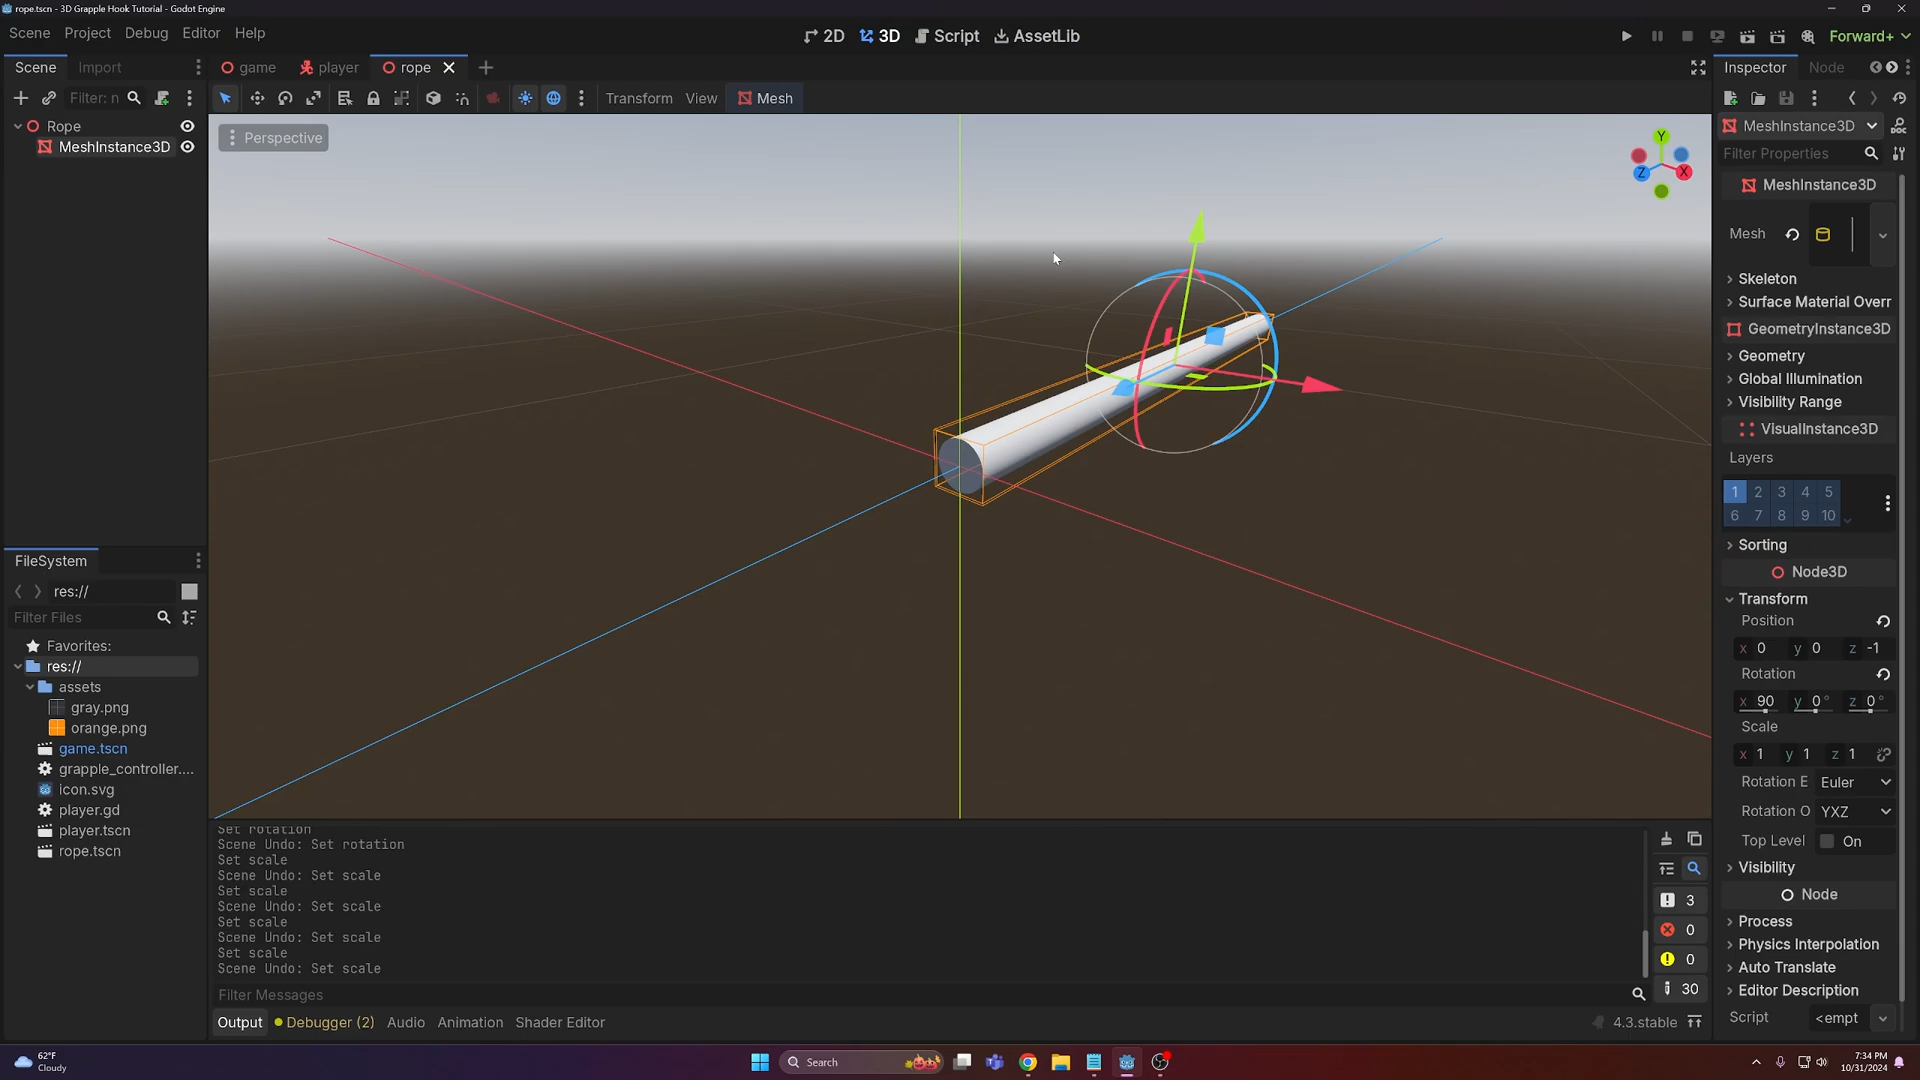 rope.tscn - 3D Grapple Hook Tutorial - Godot Engine
Scene Project Debug Editor Help
2D 3D Script AssetLib
Forward+
Scene Import
game player rope
Inspector Node
Filter: n
Transform View Mesh
Rope
MeshInstance3D
Perspective
Y
Z
X
MeshInstance3D
Filter Properties
MeshInstance3D
Mesh
Skeleton
Surface Material Overr
GeometryInstance3D
Geometry
Global Illumination
Visibility Range
VisualInstance3D
Layers
1 2 3 4 5
6 7 8 9 10
Sorting
Node3D
Transform
Position
x 0 y 0 z -1
Rotation
x 90 y 0° z 0°
Scale
x 1 y 1 z 1
Rotation E Euler
Rotation O YXZ
Top Level On
Visibility
Node
Process
Physics Interpolation
Auto Translate
Editor Description
Script <empt
FileSystem
res://
Filter Files
Favorites:
res://
assets
gray.png
orange.png
game.tscn
grapple_controller....
icon.svg
player.gd
player.tscn
rope.tscn
Set rotation
Scene Undo: Set rotation
Set scale
Scene Undo: Set scale
Set scale
Scene Undo: Set scale
Set scale
Scene Undo: Set scale
Set scale
Scene Undo: Set scale
3
0
0
30
Filter Messages
Output Debugger (2) Audio Animation Shader Editor
4.3.stable
62°F
Cloudy
Search
7:34 PM
10/31/2024